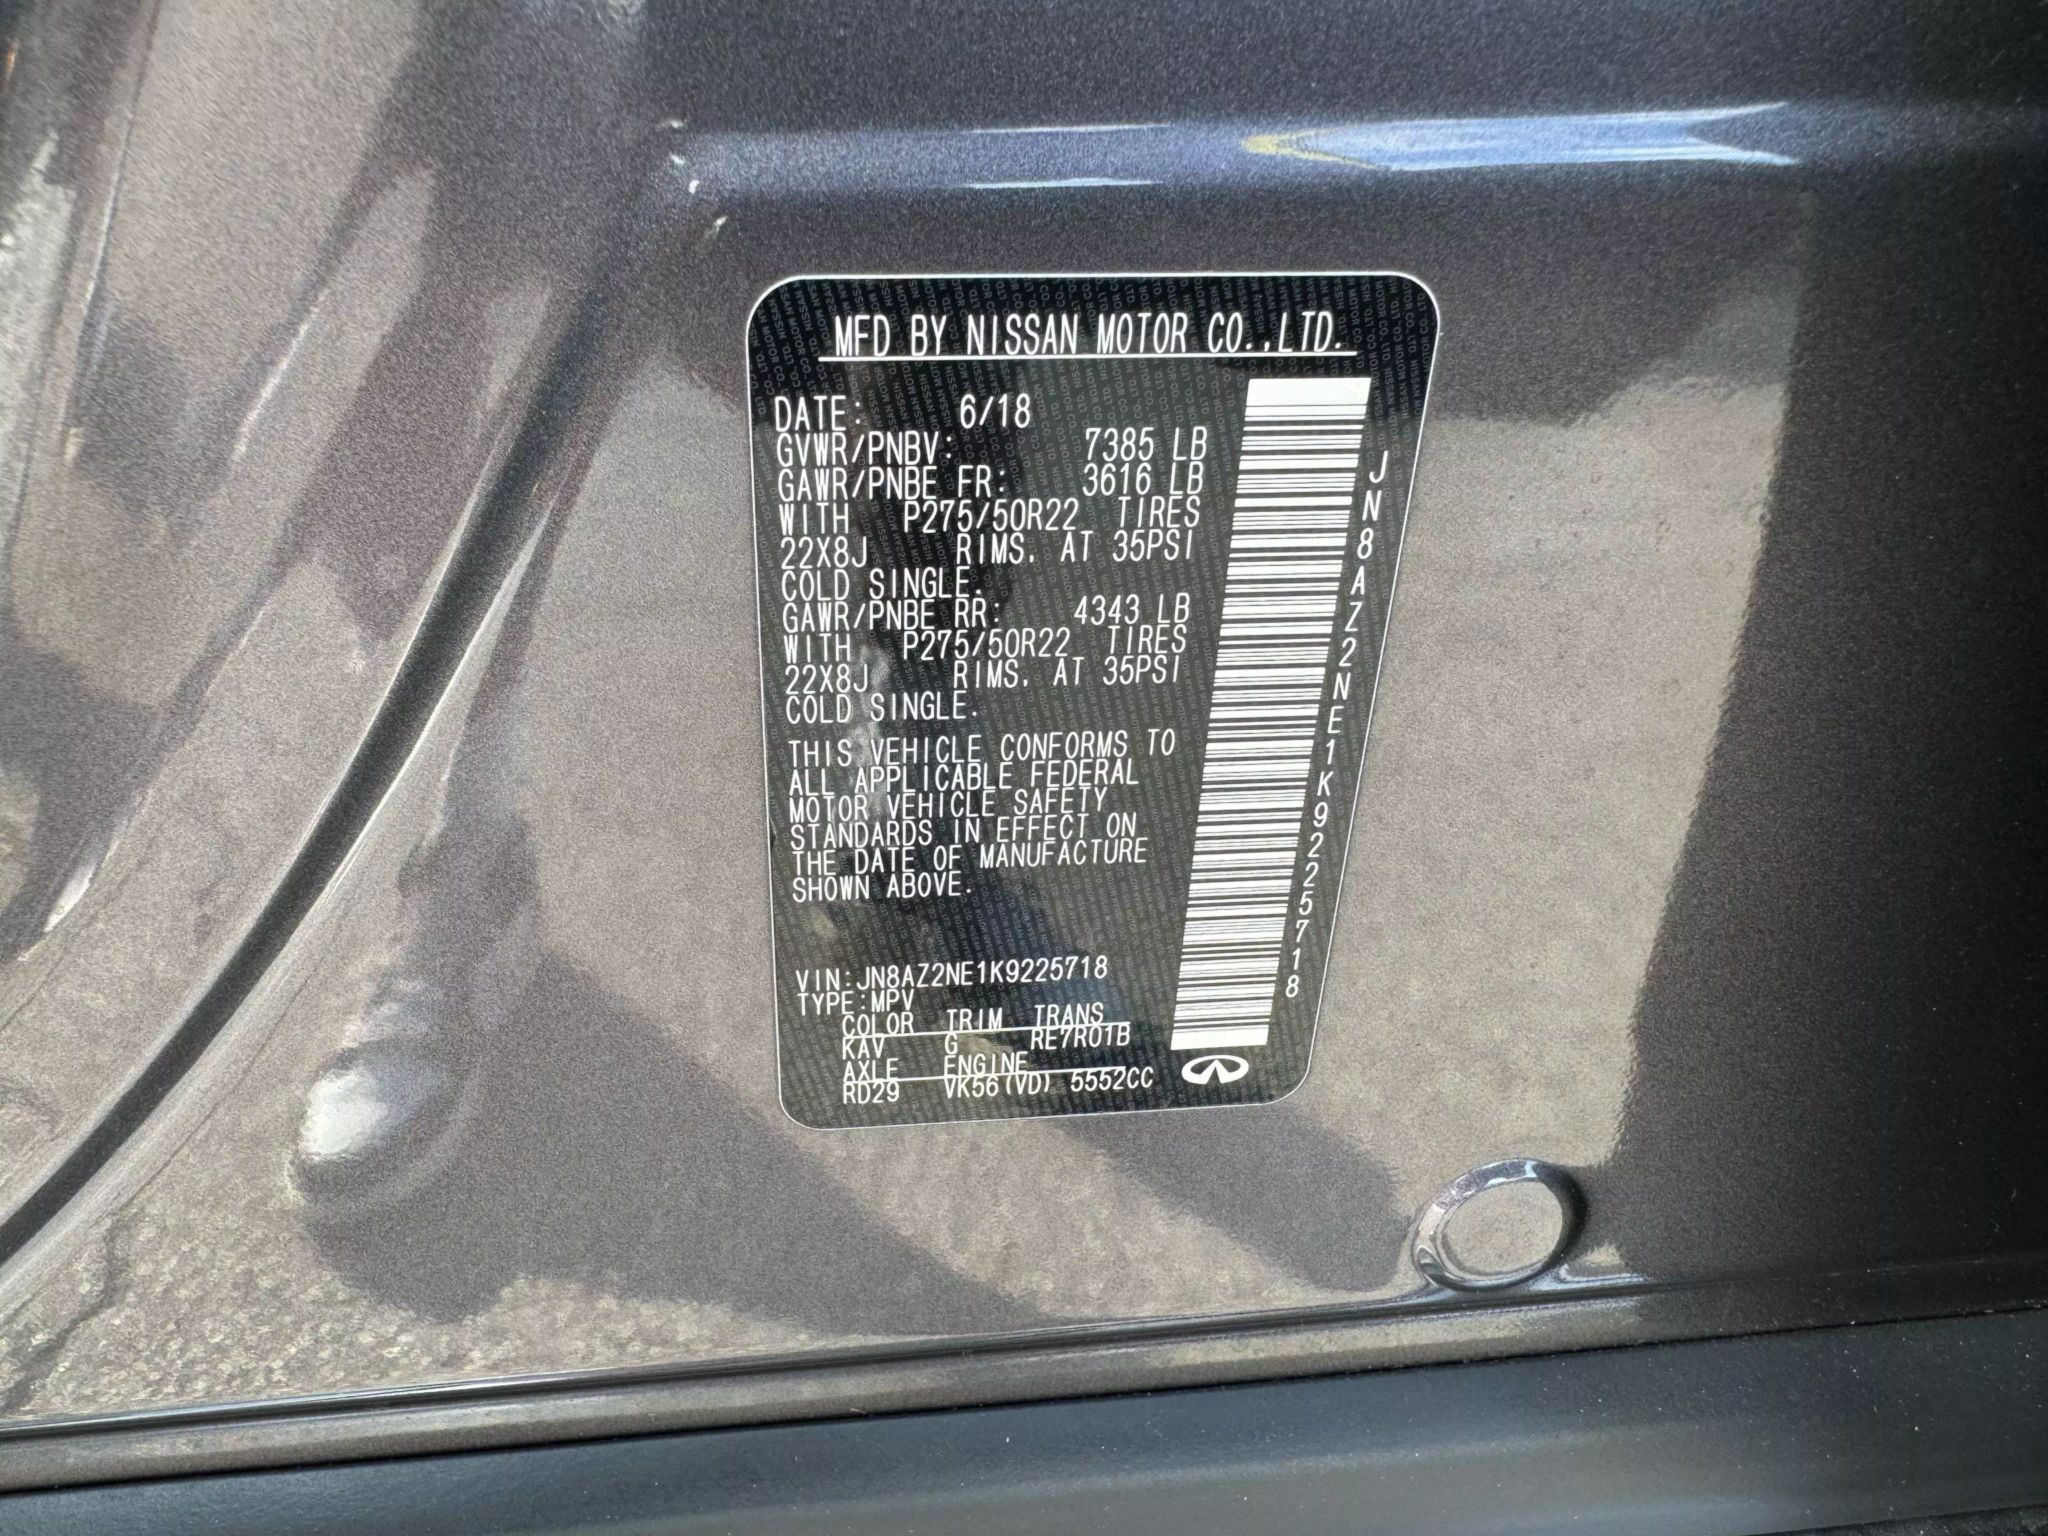 MFD BY NISSAN MOTOR CO.,LTD.
DATE: 6/18
GVWR/PNBV: 7385 LB
GAWR/PNBE FR: 3616 LB
WITH P275/50R22 TIRES
22X8J RIMS, AT 35PSI
COLD SINGLE.
GAWR/PNBE RR: 4343 LB
WITH P275/50R22 TIRES
22X8J RIMS, AT 35PSI
COLD SINGLE.
THIS VEHICLE CONFORMS TO
ALL APPLICABLE FEDERAL
MOTOR VEHICLE SAFETY
STANDARDS IN EFFECT ON
THE DATE OF MANUFACTURE
SHOWN ABOVE.
VIN:JN8AZ2NE1K9225718
TYPE:MPV
COLOR TRIM TRANS
KAV G RE7R01B
AXLE ENGINE
RD29 VK56(VD) 5552CC
JN8AZ2NE1K9225718